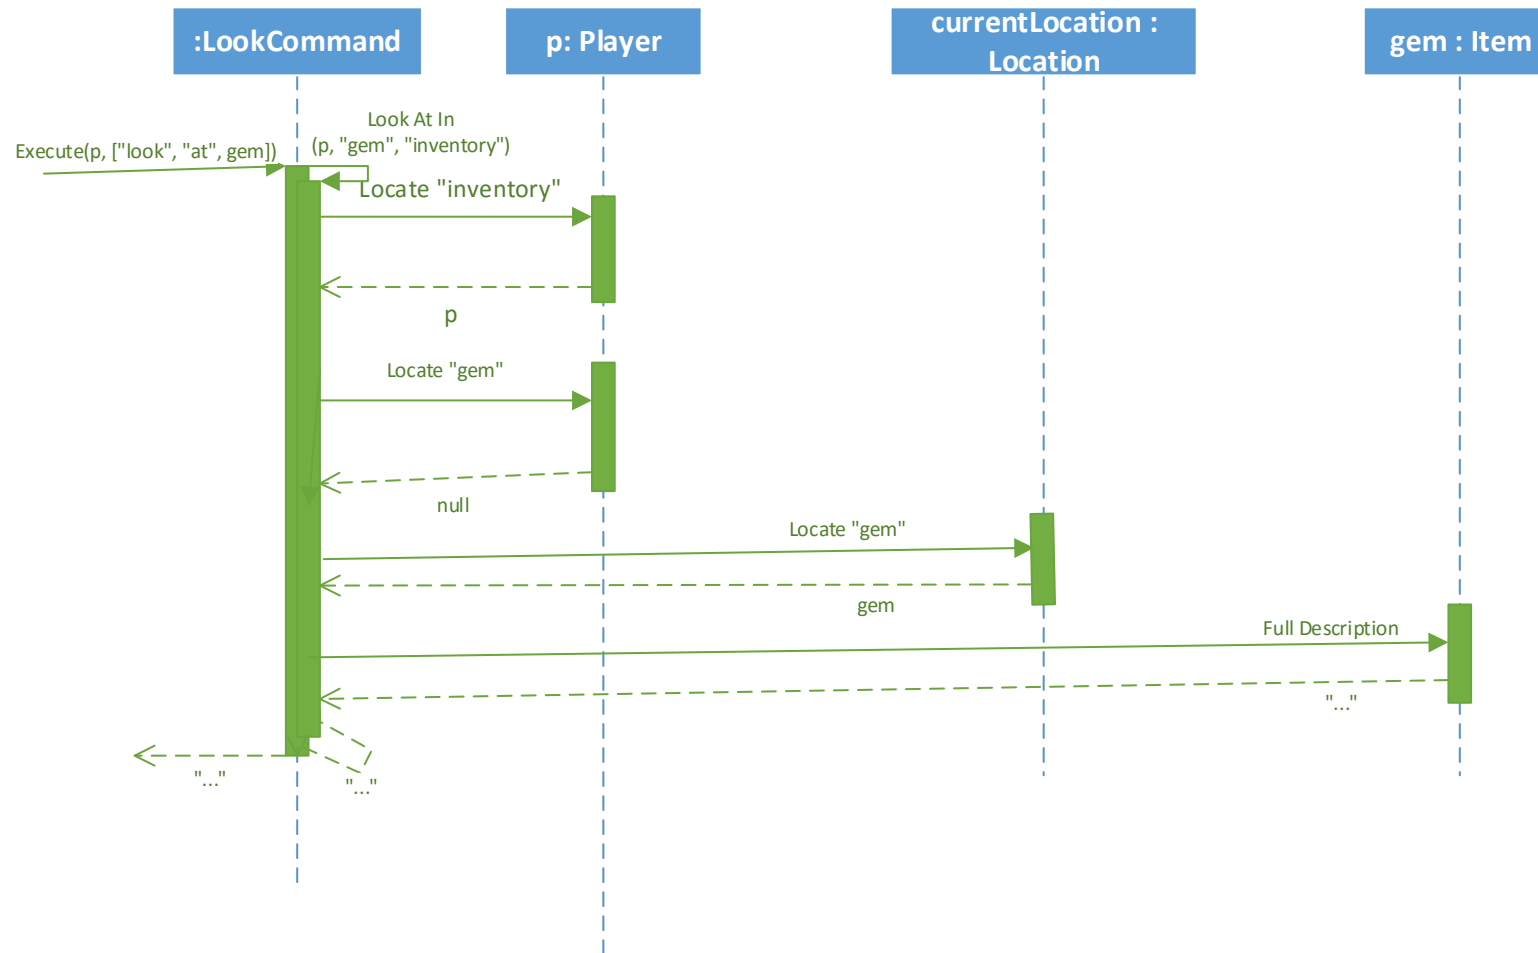 :LookCommand
p: Player
currentLocation :
Location
gem : Item
Look At In
(p, "gem", "inventory")
Execute(p, ["look", "at", gem])
Locate "inventory"
p
Locate "gem"
null
Locate "gem"
gem
Full Description
"..."
"..."
"..."